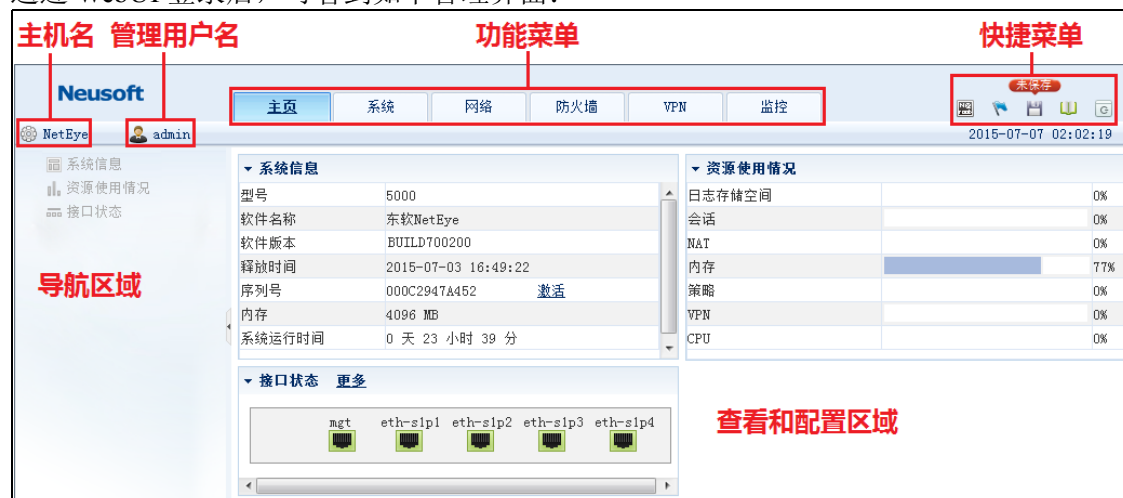 主机名 管理用户名 功能菜单 快捷菜单
Neusoft
未保存
主页 系统 网络 防火墙 VPN 监控
NetEye admin 2015-07-07 02:02:19
系统信息
资源使用情况
接口状态
导航区域
系统信息
型号 5000
软件名称 东软NetEye
软件版本 BUILD700200
释放时间 2015-07-03 16:49:22
序列号 000C2947A452 激活
内存 4096 MB
系统运行时间 0 天 23 小时 39 分
资源使用情况
日志存储空间 0%
会话 0%
NAT 0%
内存 77%
策略 0%
VPN 0%
CPU 0%
接口状态 更多
mgt eth-s1p1 eth-s1p2 eth-s1p3 eth-s1p4
查看和配置区域